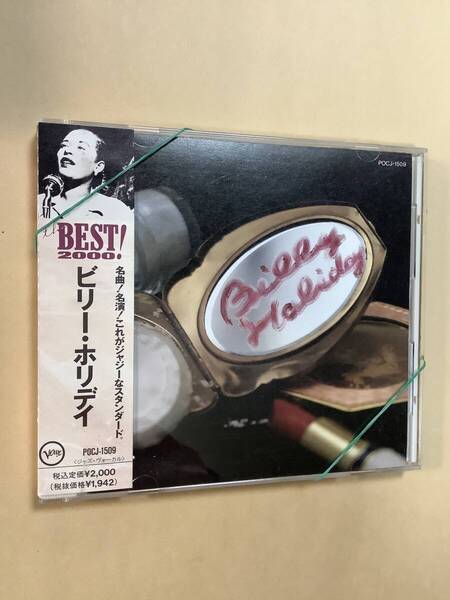 BEST!
2000!
名曲!名演!これがジャジーなスタンダード。
ビリー・ホリデイ
Verve
POCJ-1509
〈ジャズ・ヴォーカル〉
税込定価¥2,000
(税抜価格¥1,942)
POCJ-1509
Billy
Holiday